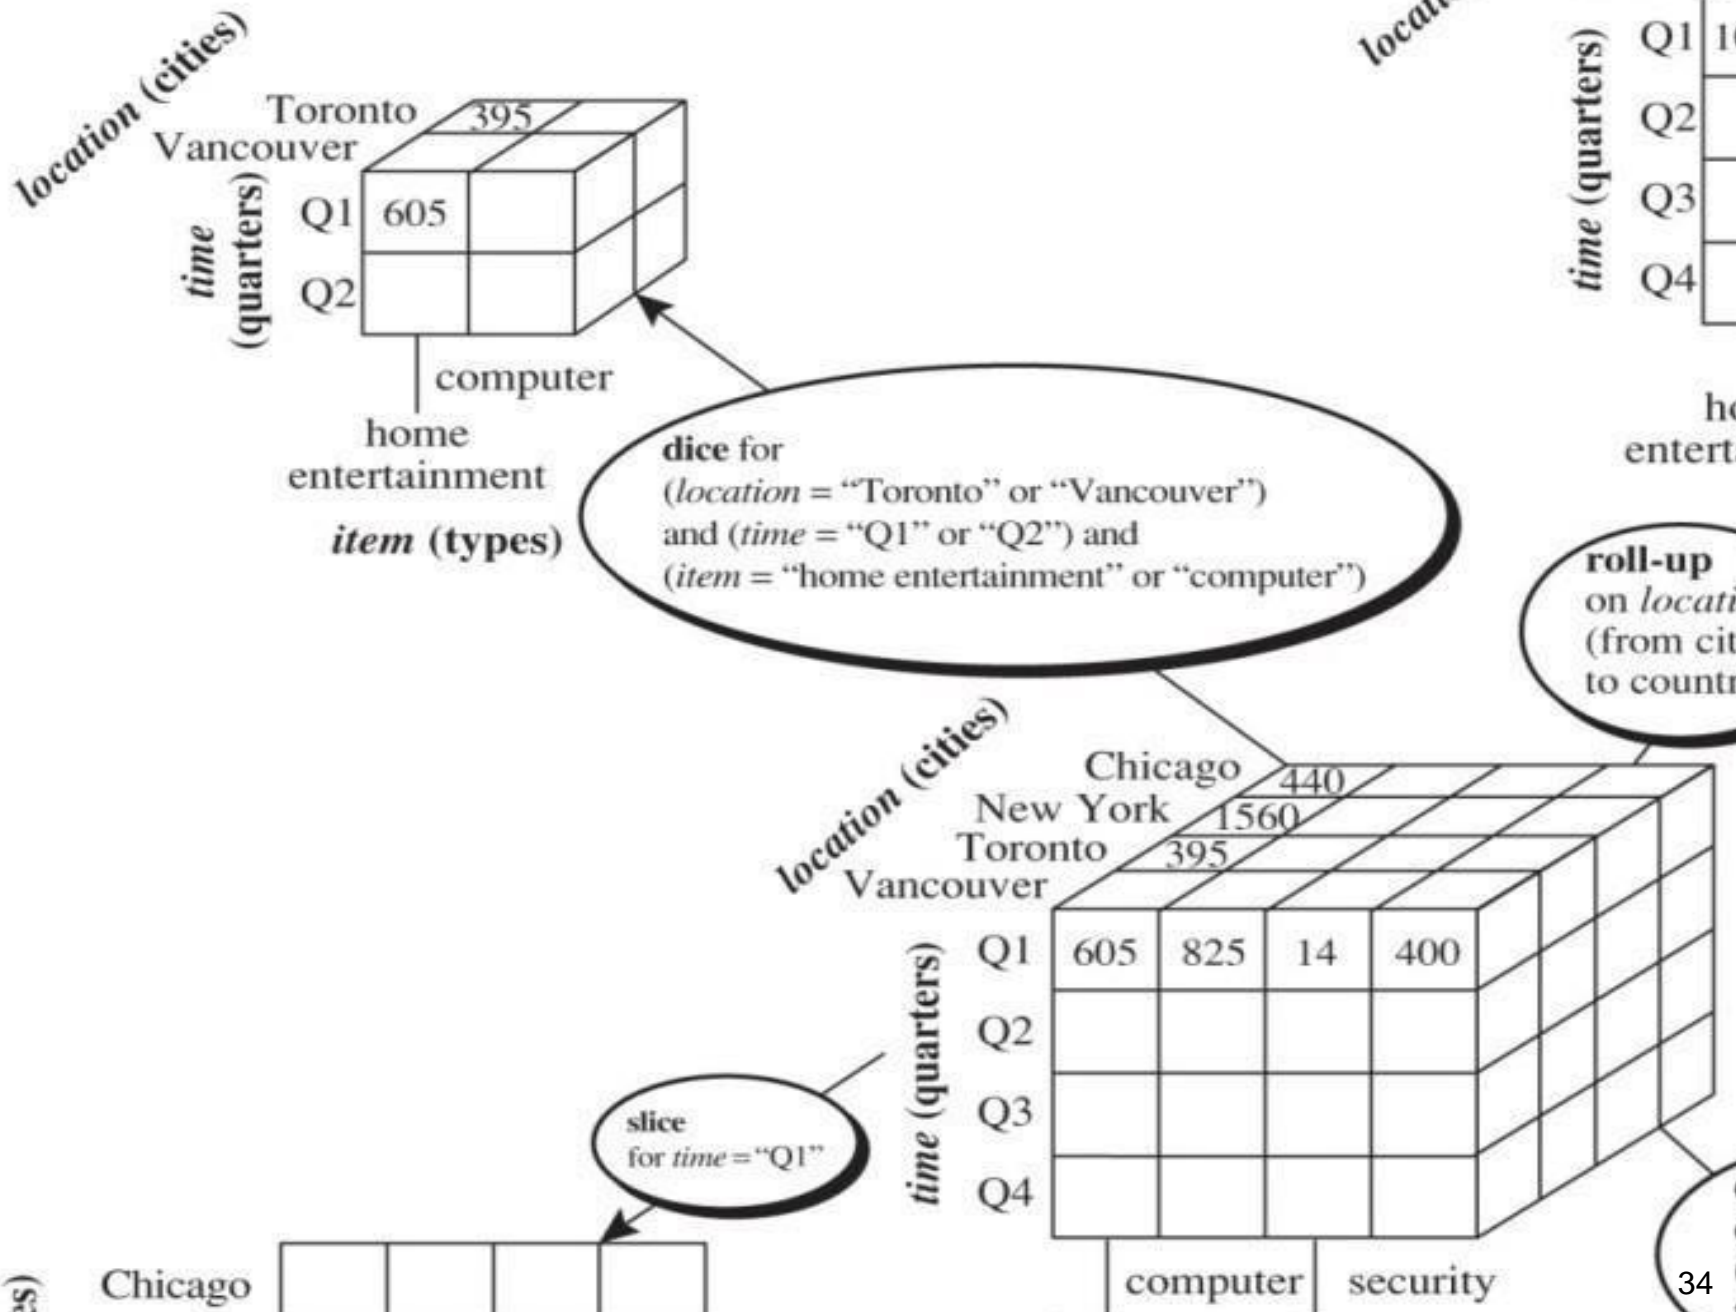 location (cities)
Toronto
Vancouver
395
time
(quarters)
Q1
605
Q2
computer
home
entertainment
item (types)
dice for
(location = “Toronto” or “Vancouver”)
and (time = “Q1” or “Q2”) and
(item = “home entertainment” or “computer”)
time (quarters)
Q1
Q2
Q3
Q4
roll-up
on
(from
to
location (cities)
Chicago
440
New York
1560
Toronto
395
Vancouver
time (quarters)
Q1
605 825 14 400
Q2
Q3
Q4
computer
security
slice
for time = “Q1”
Chicago
34